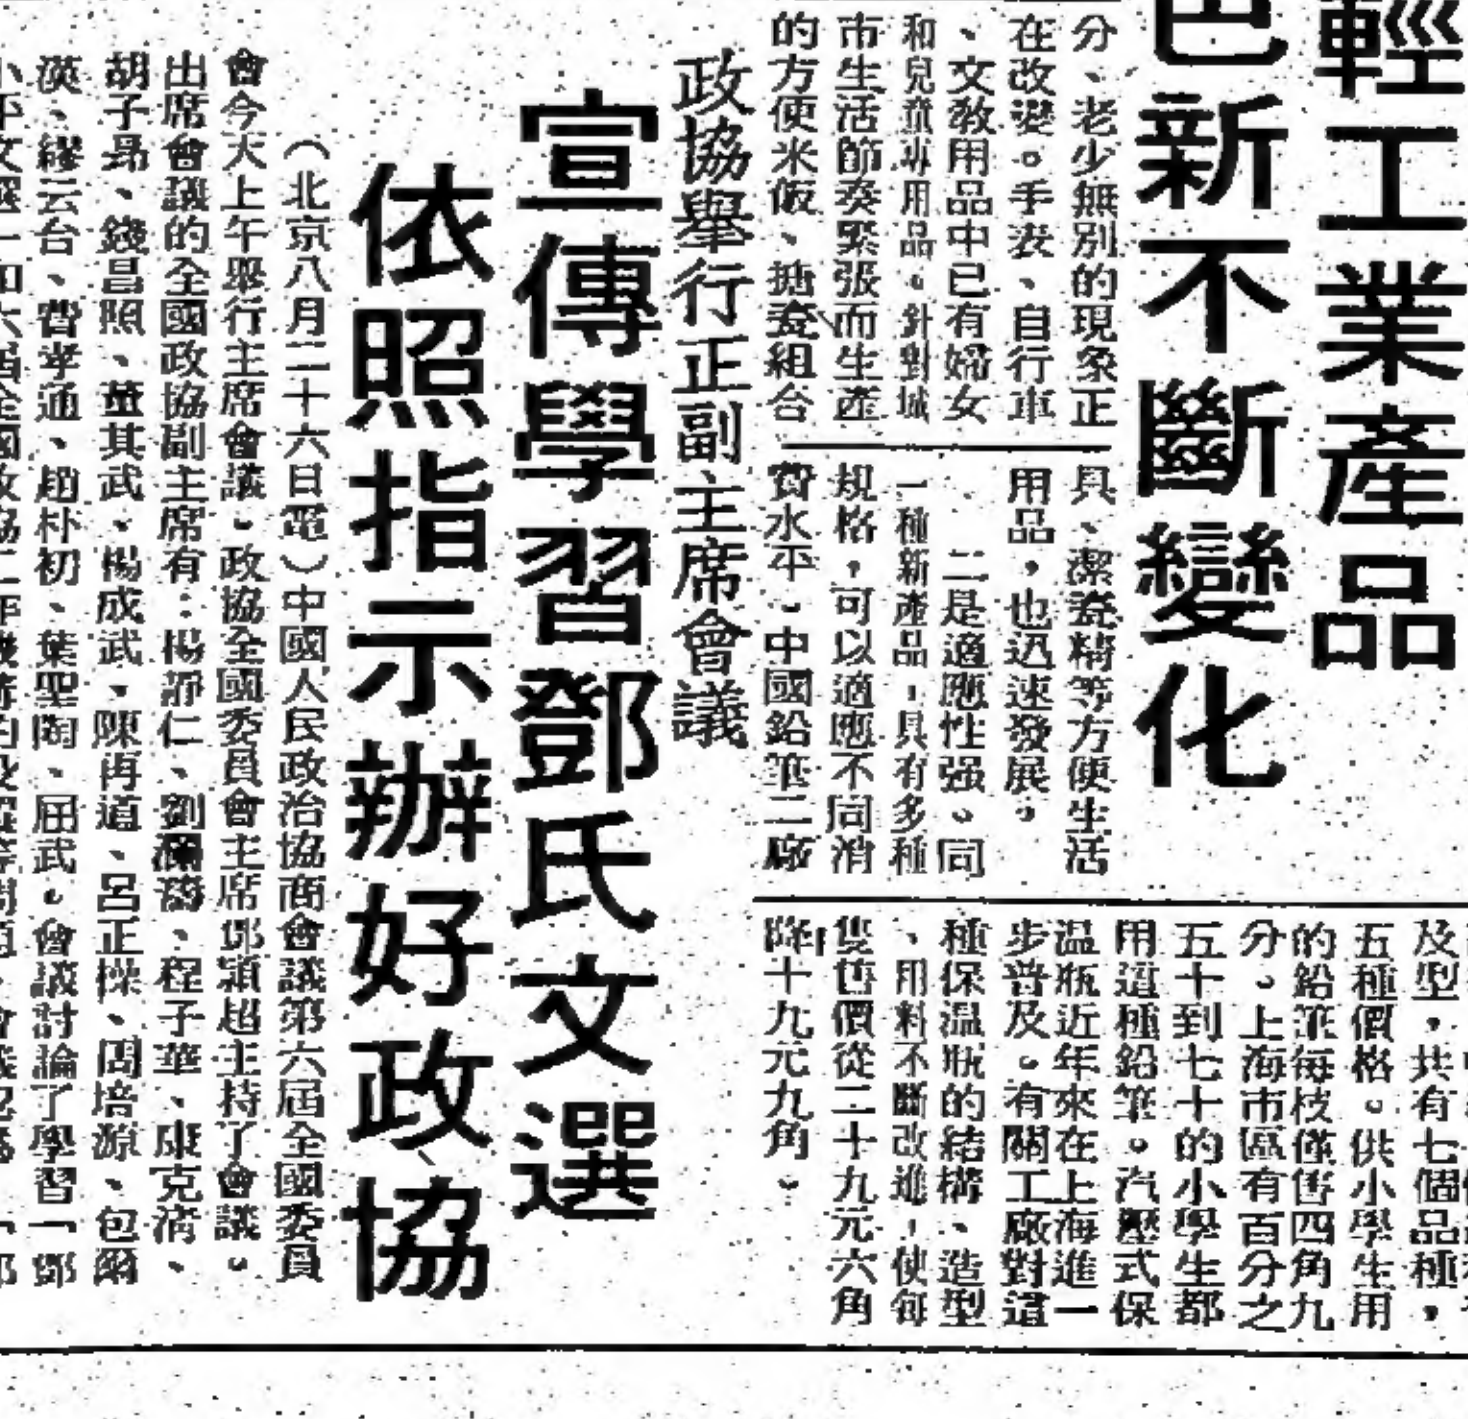 輕工業產品
色新不斷變化
分、老少無別的現象正
在改變。手表、自行車
、文教用品中已有婦女
和兒童專用品。針對城
市生活節奏緊張而生產
的方便米飯、搪瓷組合
具、潔瓷精等方便生活
用品，也迅速發展。
二是適應性强。同
一種新產品，具有多種
規格，可以適應不同消
費水平。中國鉛筆二廠
及型，共有七個品種，
五種價格。供小學生用
的鉛筆每枝僅售四角九
分。上海市區有百分之
五十到七十的小學生都
用這種鉛筆。汽壓式保
温瓶近年來在上海進一
步普及。有關工廠對這
種保温瓶的結構、造型
、用料不斷改進，使每
隻售價從二十九元六角
降十九元九角。
政協舉行正副主席會議
宣傳學習鄧氏文選
依照指示辦好政協
（北京八月二十六日電）中國人民政治協商會議第六屆全國委員
會今天上午舉行主席會議。政協全國委員會主席鄧穎超主持了會議。
出席會議的全國政協副主席有：楊靜仁、劉瀾濤、程子華、康克清、
胡子昂、錢昌照、董其武、楊成武、陳再道、呂正操、周培源、包爾
漢、繆云台、費孝通、趙朴初、葉聖陶、屈武。會議討論了學習「鄧
小平文選」和六屆全國政協